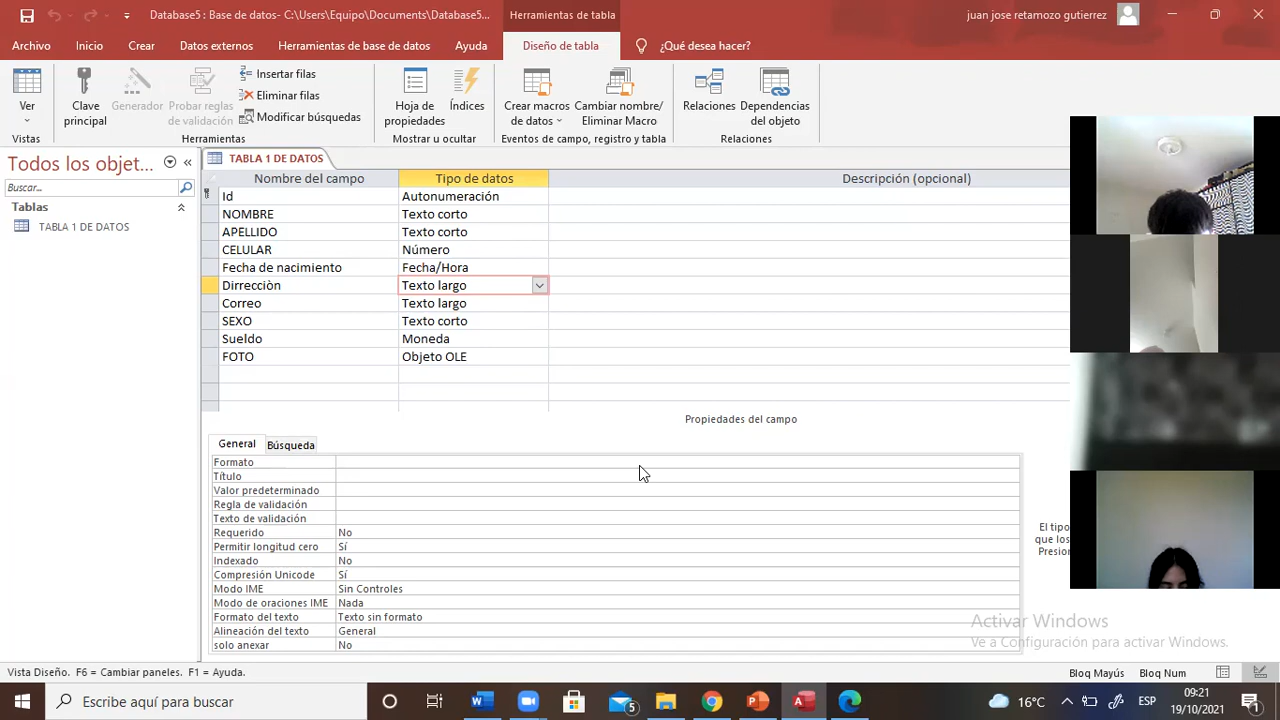 Database5 : Base de datos- C:\Users\Equipo\Documents\Database5...
Herramientas de tabla
juan jose retamozo gutierrez
Archivo Inicio Crear Datos externos Herramientas de base de datos Ayuda Diseño de tabla ¿Qué desea hacer?
Ver
Clave principal
Generador
Probar reglas de validación
Insertar filas
Eliminar filas
Modificar búsquedas
Hoja de propiedades
Índices
Crear macros de datos
Cambiar nombre/ Eliminar Macro
Relaciones
Dependencias del objeto
Vistas Herramientas Mostrar u ocultar Eventos de campo, registro y tabla Relaciones
Todos los objet...
Buscar...
Tablas
TABLA 1 DE DATOS
TABLA 1 DE DATOS
Nombre del campo Tipo de datos Descripción (opcional)
Id Autonumeración
NOMBRE Texto corto
APELLIDO Texto corto
CELULAR Número
Fecha de nacimiento Fecha/Hora
Dirrecciòn Texto largo
Correo Texto largo
SEXO Texto corto
Sueldo Moneda
FOTO Objeto OLE
Propiedades del campo
General Búsqueda
Formato
Título
Valor predeterminado
Regla de validación
Texto de validación
Requerido No
Permitir longitud cero Sí
Indexado No
Compresión Unicode Sí
Modo IME Sin Controles
Modo de oraciones IME Nada
Formato del texto Texto sin formato
Alineación del texto General
solo anexar No
El tipo
que los
Presion
Activar Windows
Ve a Configuración para activar Windows.
Vista Diseño. F6 = Cambiar paneles. F1 = Ayuda.
Bloq Mayús Bloq Num
Escribe aquí para buscar
5
16°C
ESP
09:21
19/10/2021
1